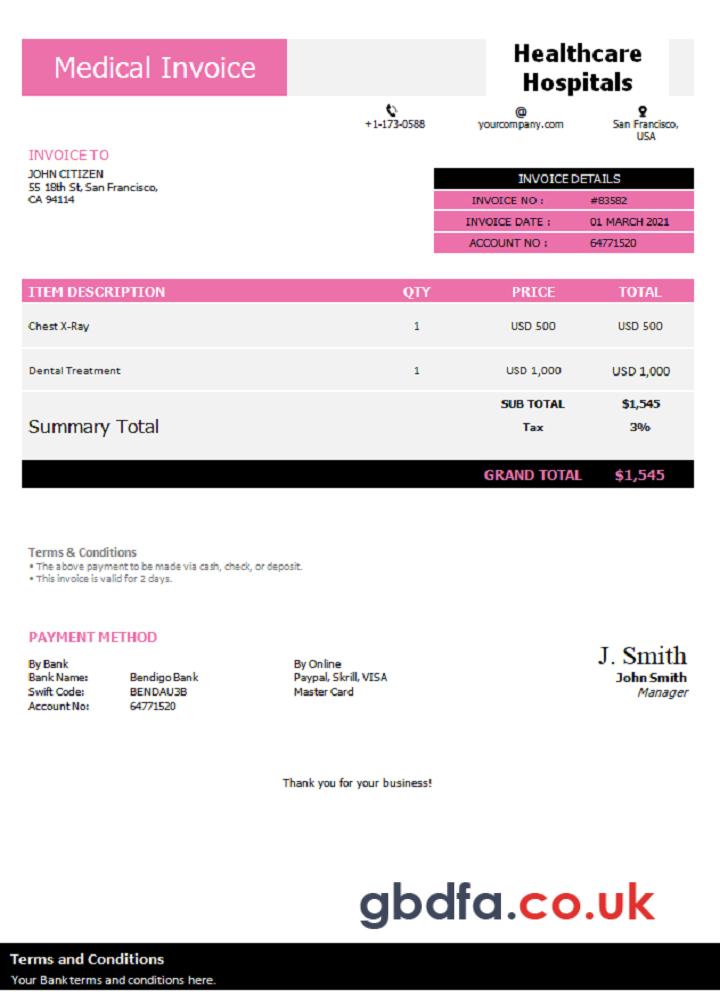 Medical Invoice
Healthcare
Hospitals
+1-173-0588
@
yourcompany.com
San Francisco,
USA
INVOICE TO
JOHN CITIZEN
55 18th St, San Francisco,
CA 94114
INVOICE DETAILS
INVOICE NO : #83582
INVOICE DATE : 01 MARCH 2021
ACCOUNT NO : 64771520
ITEM DESCRIPTION QTY PRICE TOTAL
Chest X-Ray 1 USD 500 USD 500
Dental Treatment 1 USD 1,000 USD 1,000
SUB TOTAL $1,545
Summary Total
Tax 3%
GRAND TOTAL $1,545
Terms & Conditions
• The above payment to be made via cash, check, or deposit.
• This invoice is valid for 2 days.
PAYMENT METHOD
By Bank
Bank Name: Bendigo Bank
Swift Code: BENDAU3B
Account No: 64771520
By Online
Paypal, Skrill, VISA
Master Card
J. Smith
John Smith
Manager
Thank you for your business!
gbdfa.co.uk
Terms and Conditions
Your Bank terms and conditions here.